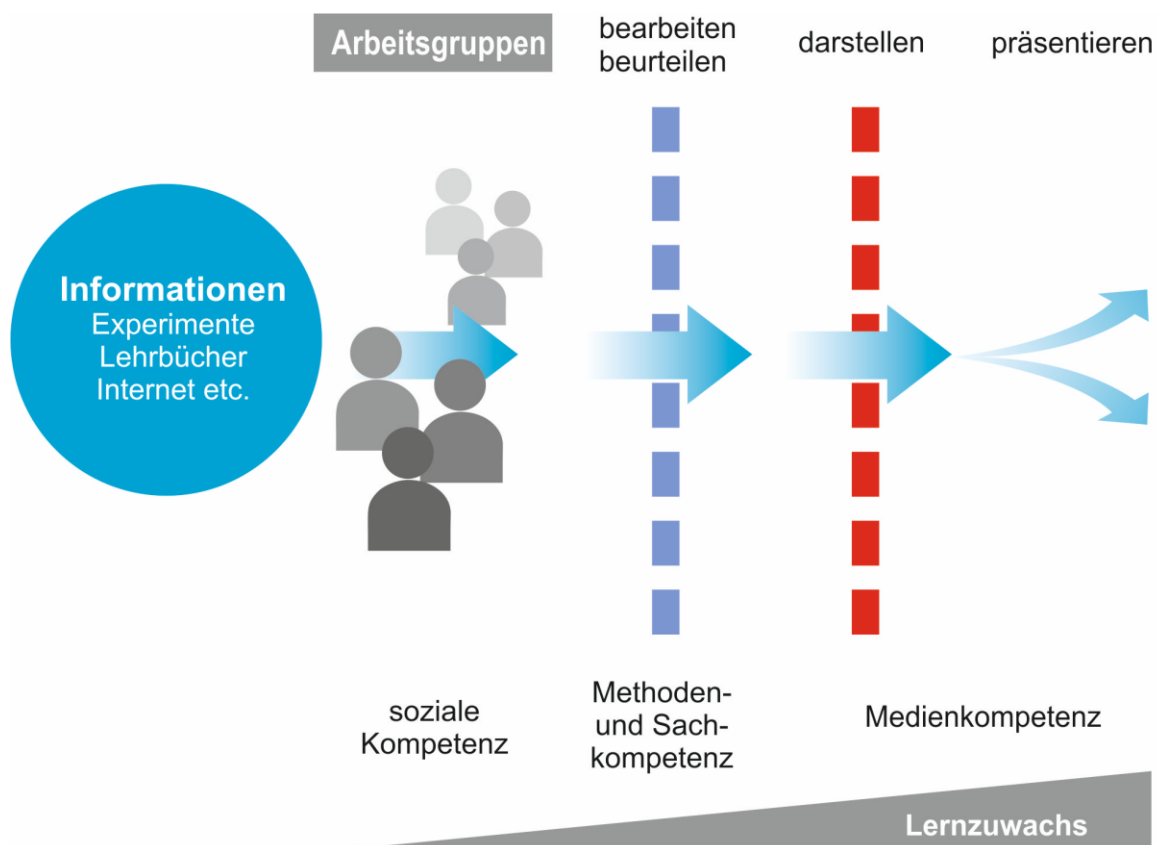 Arbeitsgruppen
bearbeiten
beurteilen
darstellen
präsentieren
Informationen
Experimente
Lehrbücher
Internet etc.
soziale
Kompetenz
Methoden-
und Sach-
kompetenz
Medienkompetenz
Lernzuwachs